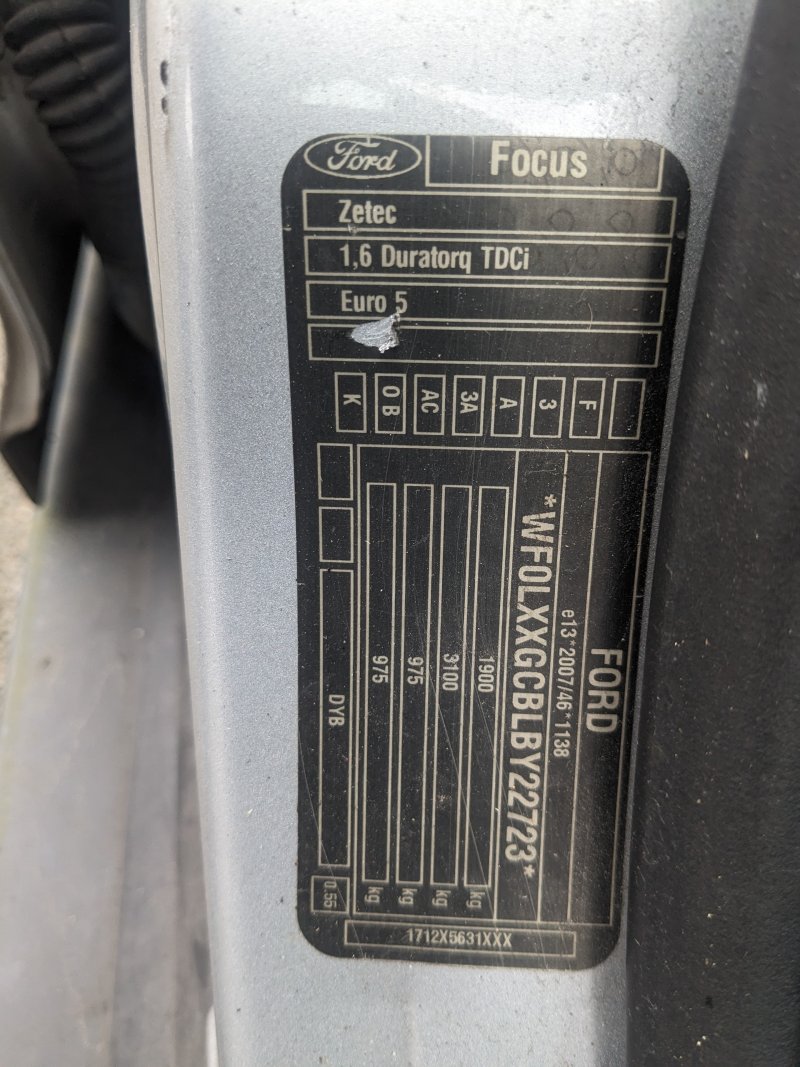 Ford
Focus
Zetec
1,6 Duratorq TDCi
Euro 5
K
0 B
AC
3A
A
3
F
FORD
e13*2007/46*1138
*WF0LXXGCBLBY22723*
1900 kg
3100 kg
975 kg
975 kg
DYB
0.55
1712X5631XXX